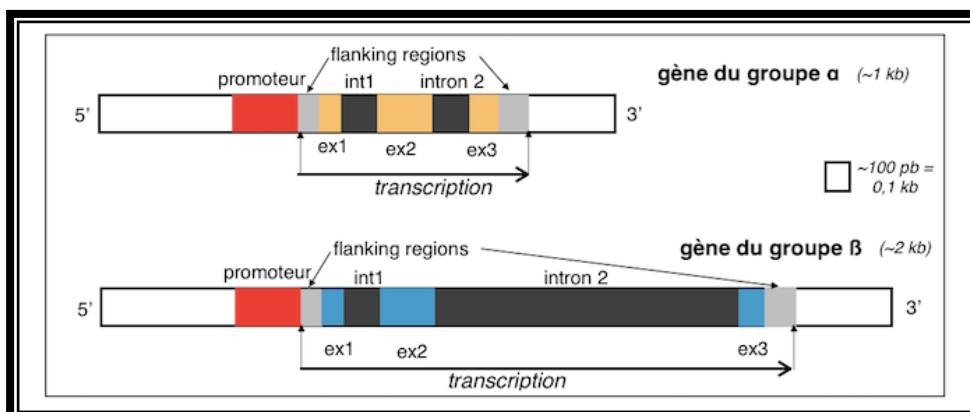 flanking regions
promoteur int1 intron 2 gène du groupe α (~1 kb)
5' 3'
ex1 ex2 ex3
transcription
~100 pb =
0,1 kb
flanking regions gène du groupe ß (~2 kb)
promoteur int1 intron 2
5' 3'
ex1 ex2 ex3
transcription